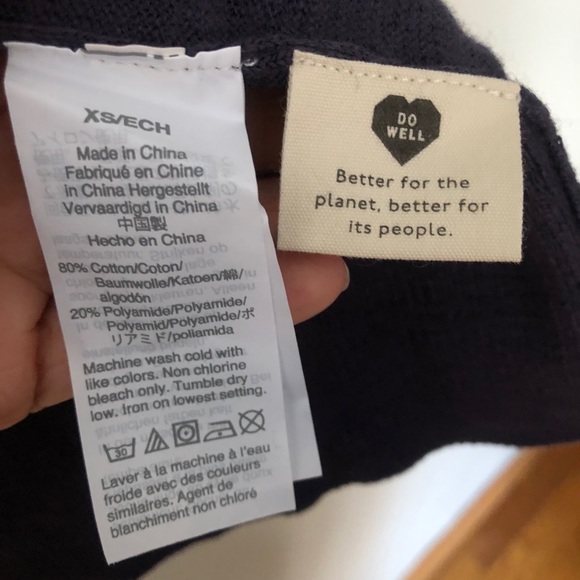 XS/ECH
Made in China
Fabriqué en Chine
in China Hergestellt
Vervaardigd in China
中国製
Hecho en China
80% Cotton/Coton/
Baumwolle/Katoen/綿/
algodón
20% Polyamide/Polyamide/
Polyamid/Polyamide/ポ
リアミド/poliamida
Machine wash cold with
like colors. Non chlorine
bleach only. Tumble dry
low. Iron on lowest setting.
30
Laver à la machine à l'eau
froide avec des couleurs
similaires. Agent de
blanchiment non chloré
DO
WELL
Better for the
planet, better for
its people.